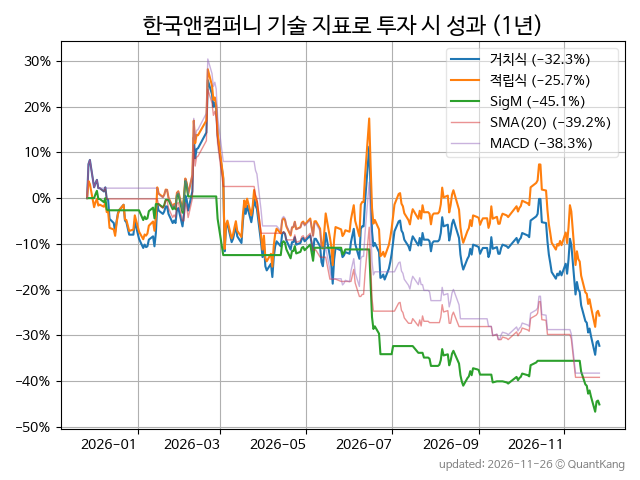 한국앤컴퍼니 기술 지표로 투자 시 성과 (1년)
거치식 (−32.3%)
적립식 (−25.7%)
SigM (−45.1%)
SMA(20) (−39.2%)
MACD (−38.3%)
30%
20%
10%
0%
−10%
−20%
−30%
−40%
−50%
2026-01 2026-03 2026-05 2026-07 2026-09 2026-11
updated: 2026-11-26 © QuantKang